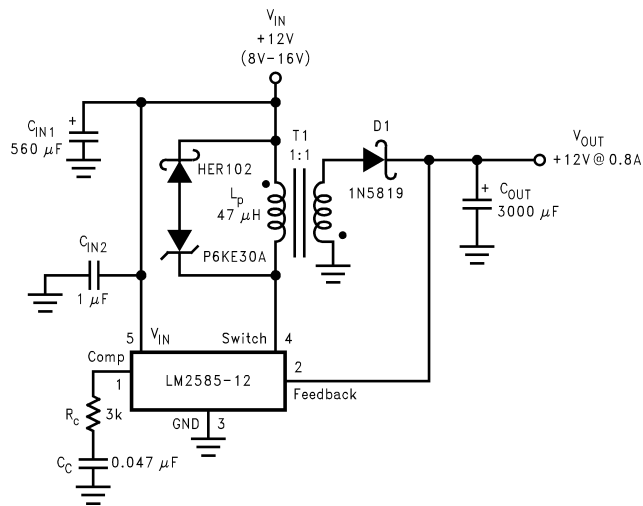 V_IN
+12V
(8V-16V)
C_IN1
+
560 μF
HER102
L_p
47 μH
T1
1:1
D1
1N5819
V_OUT
+12V@0.8A
+
C_OUT
3000 μF
C_IN2
1 μF
P6KE30A
5
V_IN
Switch
4
Comp
1
LM2585-12
2
Feedback
GND
3
R_c
3k
C_C
0.047 μF